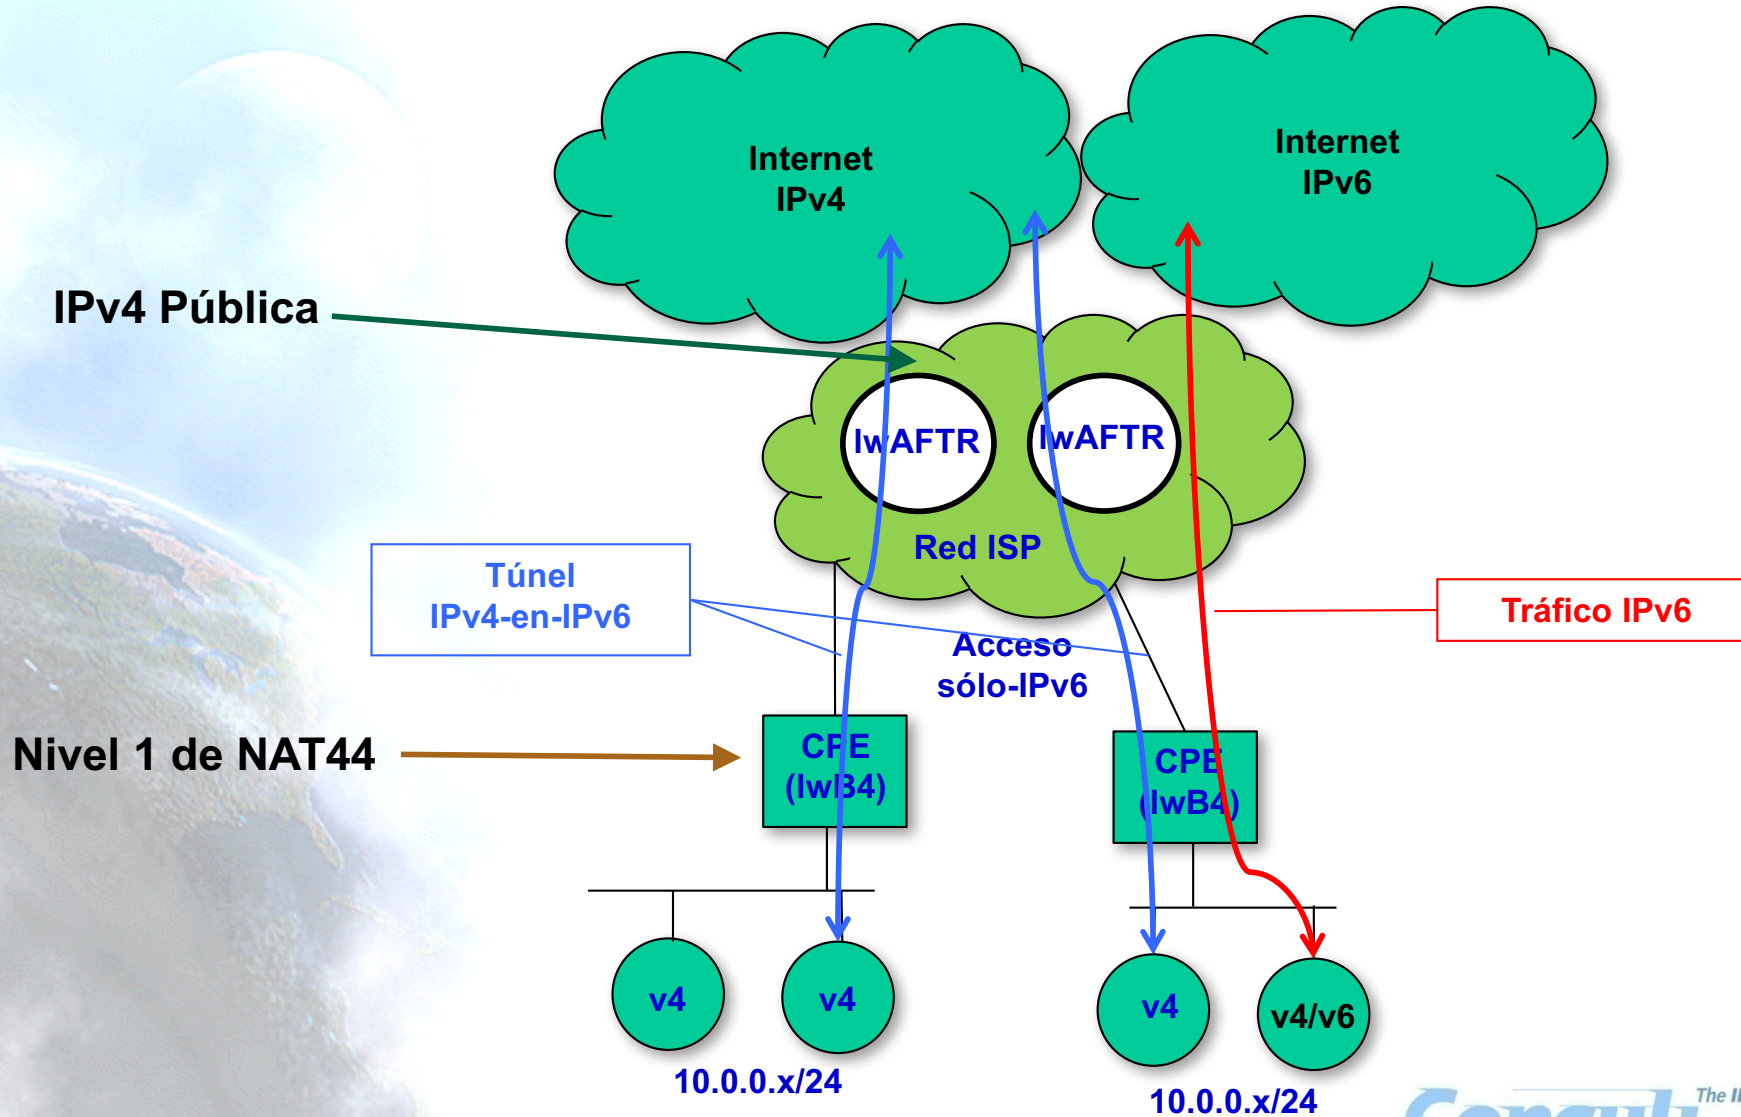 Internet
IPv4
Internet
IPv6
IPv4 Pública
lwAFTR
lwAFTR
Red ISP
Túnel
IPv4-en-IPv6
Tráfico IPv6
Acceso
sólo-IPv6
Nivel 1 de NAT44
CPE
(lwB4)
CPE
(lwB4)
v4
v4
v4
v4/v6
10.0.0.x/24
10.0.0.x/24
The